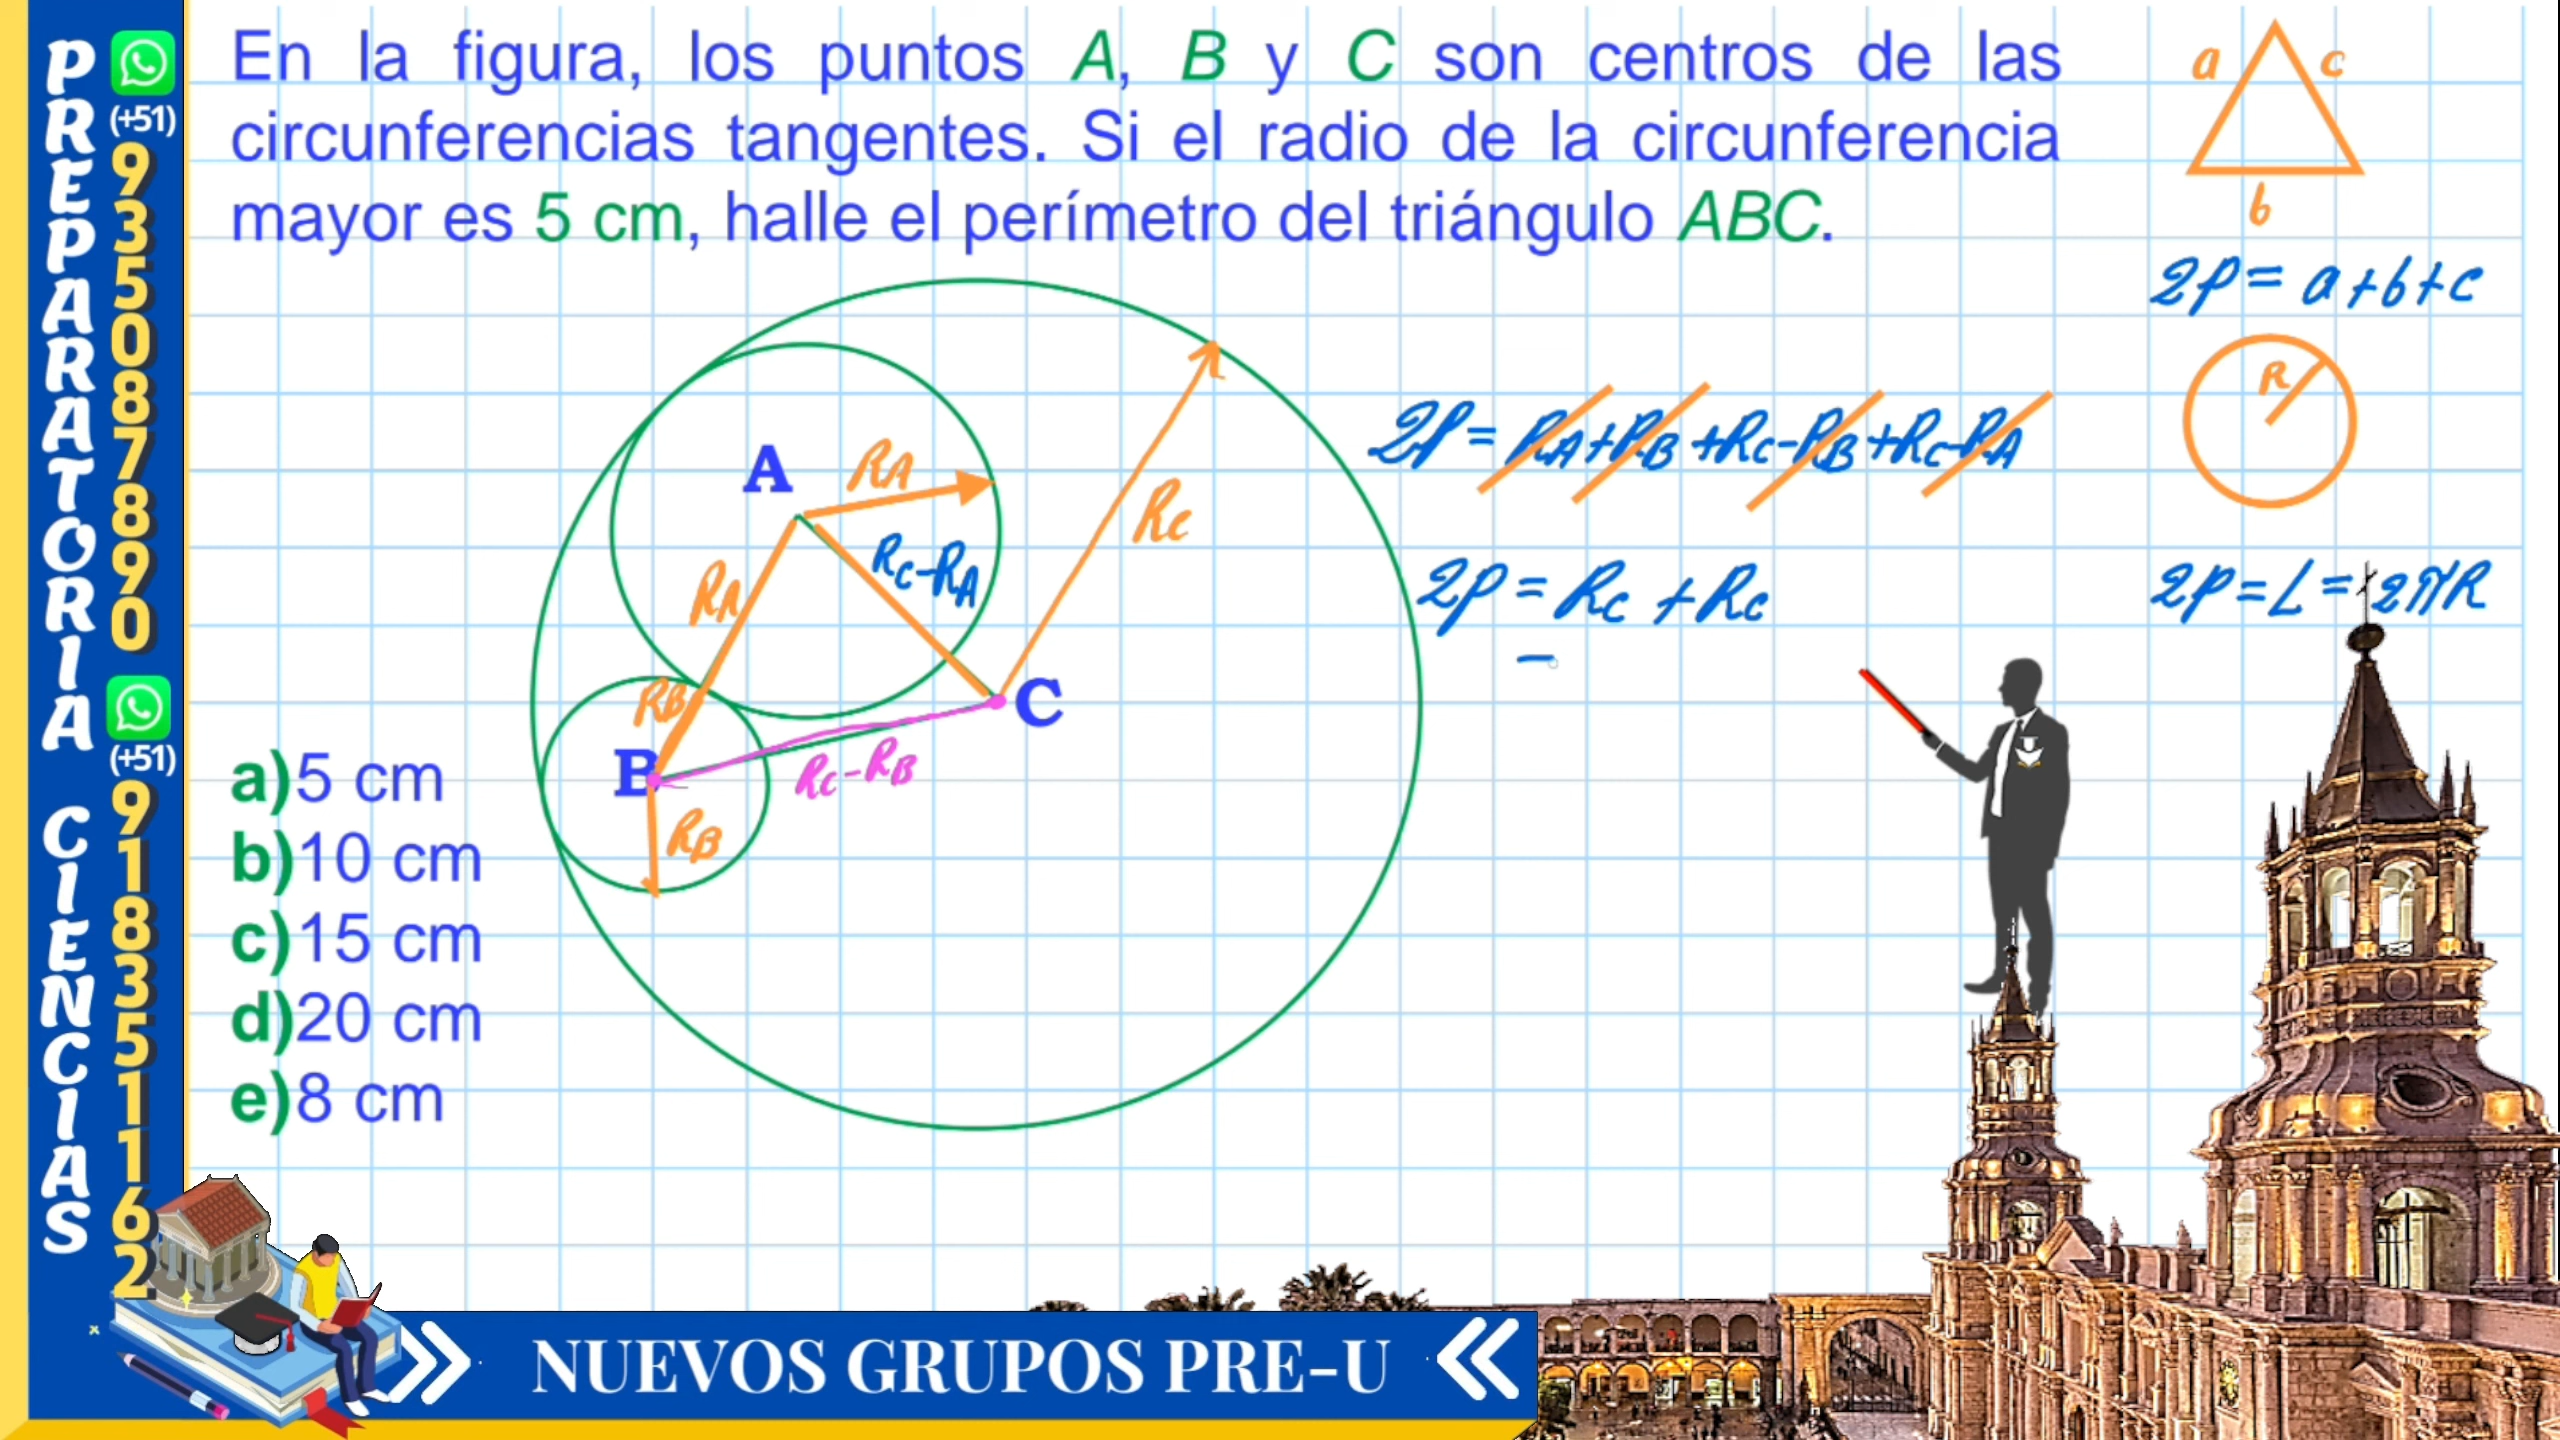 PREPARATORIA CIENCIAS
(+51)
935087890
(+51)
918351162
En la figura, los puntos A, B y C son centros de las
circunferencias tangentes. Si el radio de la circunferencia
mayor es 5 cm, halle el perímetro del triángulo ABC.
a c
b
2P = a+b+c
R
2P = L = 2πR
A
RA
RC-RA
RC
RA
RB
B
C
RC-RB
RB
2P = RA+RB+RC-RB+RC-RA
2P = RC + RC
a) 5 cm
b) 10 cm
c) 15 cm
d) 20 cm
e) 8 cm
NUEVOS GRUPOS PRE-U